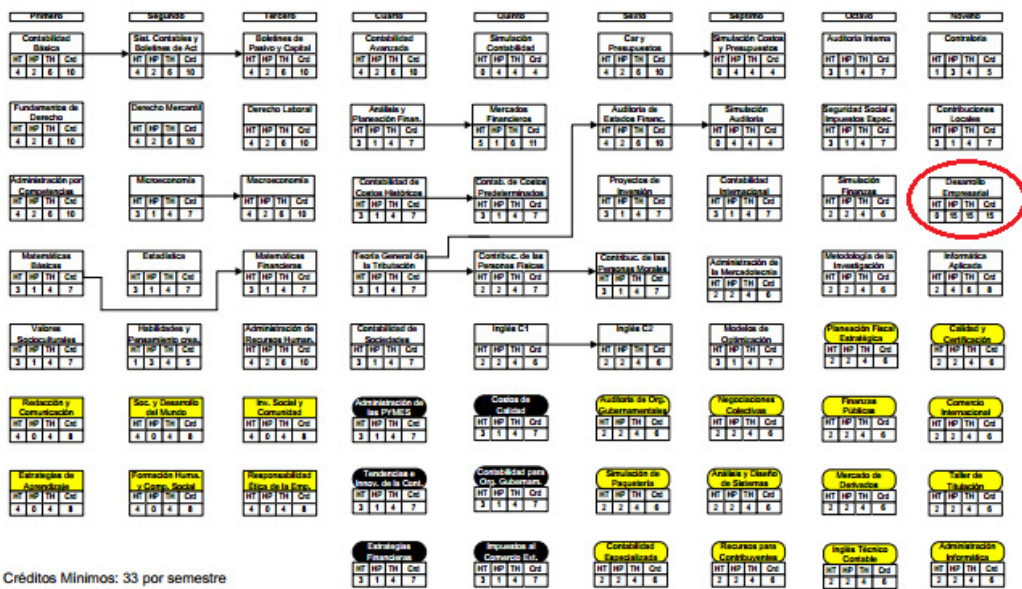 Primero Segundo Tercero Cuarto Quinto Sexto Séptimo Octavo Noveno
Contabilidad Sist. Contables y Boletines de Contabilidad Simulación Car y Simulación Costos Auditoria Interna Contraloria
Básica Boletines de Act Pasivo y Capital Avanzada Contabilidad Presupuestos y Presupuestos
HT HP TH Crd HT HP TH Crd HT HP TH Crd HT HP TH Crd HT HP TH Crd HT HP TH Crd HT HP TH Crd HT HP TH Crd HT HP TH Crd
4 2 6 10 4 2 6 10 4 2 6 10 4 2 6 10 0 4 4 4 4 2 6 10 0 4 4 4 3 1 4 7 1 3 4 5
Fundamentos de Derecho Mercantil Derecho Laboral Análisis y Mercados Auditoria de Simulación Seguridad Social e Contribuciones
Derecho Planeación Finan. Financieros Estados Financ. Auditoria Impuestos Espec. Locales
HT HP TH Crd HT HP TH Crd HT HP TH Crd HT HP TH Crd HT HP TH Crd HT HP TH Crd HT HP TH Crd HT HP TH Crd HT HP TH Crd
4 2 6 10 4 2 6 10 4 2 6 10 3 1 4 7 5 1 6 11 4 2 6 10 0 4 4 4 3 1 4 7 3 1 4 7
Administración por Microeconomía Macroeconomía Contabilidad de Contab. de Costos Proyectos de Contabilidad Simulación Desarrollo
Competencias Costos Históricos Predeterminados Inversión Internacional Finanzas Empresarial
HT HP TH Crd HT HP TH Crd HT HP TH Crd HT HP TH Crd HT HP TH Crd HT HP TH Crd HT HP TH Crd HT HP TH Crd HT HP TH Crd
4 2 6 10 3 1 4 7 4 2 6 10 3 1 4 7 3 1 4 7 3 1 4 7 3 1 4 7 2 2 4 6 0 15 15 15
Matemáticas Estadística Matemáticas Teoría General de Contribuc. de las Contribuc. de las Administración de Metodología de la Informática
Básicas Financieras la Tributación Personas Físicas Personas Morales la Mercadotecnia Investigación Aplicada
HT HP TH Crd HT HP TH Crd HT HP TH Crd HT HP TH Crd HT HP TH Crd HT HP TH Crd HT HP TH Crd HT HP TH Crd HT HP TH Crd
3 1 4 7 3 1 4 7 3 1 4 7 3 1 4 7 3 1 4 7 3 1 4 7 2 2 4 6 2 2 4 6 2 4 6 8
Valores Habilidades y Administración de Contabilidad de Inglés C1 Inglés C2 Modelos de Planeación Fiscal Calidad y
Socioculturales Pensamiento crea. Recursos Human. Sociedades Optimización Estratégica Certificación
HT HP TH Crd HT HP TH Crd HT HP TH Crd HT HP TH Crd HT HP TH Crd HT HP TH Crd HT HP TH Crd HT HP TH Crd HT HP TH Crd
3 1 4 7 1 3 4 5 4 2 6 10 3 1 4 7 2 2 4 6 2 2 4 6 3 1 4 7 2 2 4 6 2 2 4 6
Redacción y Soc. y Desarrollo Inv. Social y Administración de Costos de Auditoria de Org. Negociaciones Finanzas Comercio
Comunicación del Mundo Comunidad las PYMES Calidad Gubernamentales Colectivas Públicas Internacional
HT HP TH Crd HT HP TH Crd HT HP TH Crd HT HP TH Crd HT HP TH Crd HT HP TH Crd HT HP TH Crd HT HP TH Crd HT HP TH Crd
4 0 4 8 4 0 4 8 4 0 4 8 3 1 4 7 3 1 4 7 2 2 4 6 2 2 4 6 2 2 4 6 2 2 4 6
Estrategias de Formación Huma. Responsabilidad Tendencias e Contabilidad para Simulación de Análisis y Diseño Mercado de Taller de
Aprendizaje y Comp. Social Ética de la Emp. Innov. de la Cont. Org. Gubernam. Paquetería de Sistemas Derivados Titulación
HT HP TH Crd HT HP TH Crd HT HP TH Crd HT HP TH Crd HT HP TH Crd HT HP TH Crd HT HP TH Crd HT HP TH Crd HT HP TH Crd
4 0 4 8 4 0 4 8 4 0 4 8 3 1 4 7 3 1 4 7 2 2 4 6 2 2 4 6 2 2 4 6 2 2 4 6
Estrategias Impuestos al Contabilidad Recursos para Inglés Técnico Administración
Financieras Comercio Ext. Especializada Contribuyentes Contable Informática
HT HP TH Crd HT HP TH Crd HT HP TH Crd HT HP TH Crd HT HP TH Crd HT HP TH Crd
3 1 4 7 3 1 4 7 2 2 4 6 2 2 4 6 2 2 4 6 2 2 4 6
Créditos Mínimos: 33 por semestre